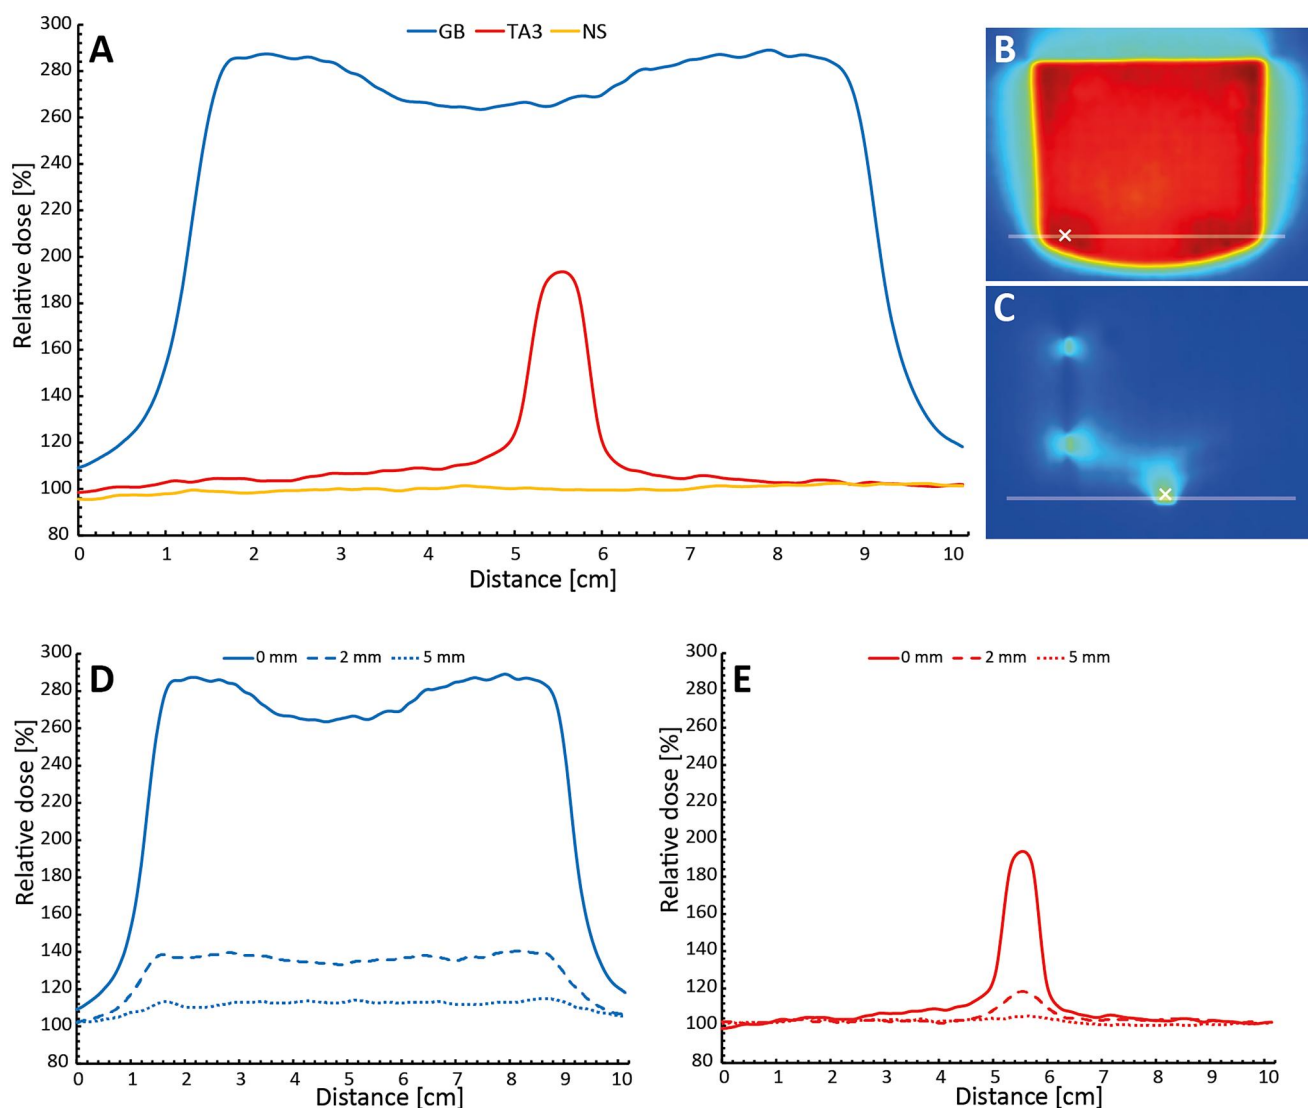 A
GB TA3 NS
Relative dose [%]
300
280
260
240
220
200
180
160
140
120
100
80
0 1 2 3 4 5 6 7 8 9 10
Distance [cm]
B
×
C
×
D
0 mm 2 mm 5 mm
Relative dose [%]
300
280
260
240
220
200
180
160
140
120
100
80
0 1 2 3 4 5 6 7 8 9 10
Distance [cm]
E
0 mm 2 mm 5 mm
Relative dose [%]
300
280
260
240
220
200
180
160
140
120
100
80
0 1 2 3 4 5 6 7 8 9 10
Distance [cm]